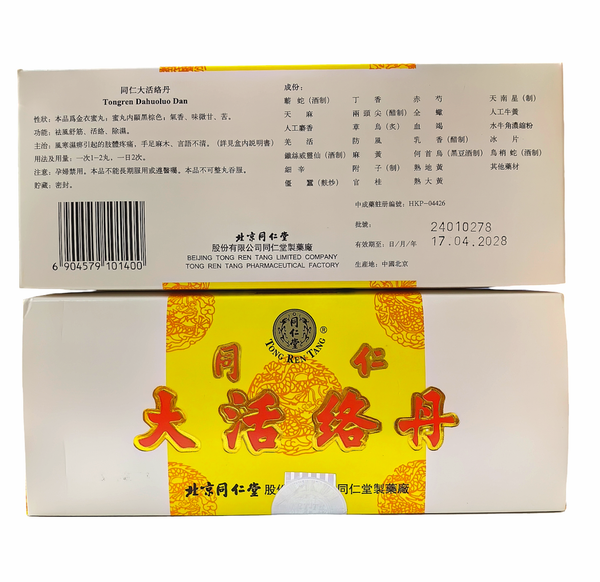 同仁大活络丹
Tongren Dahuoluo Dan
性狀：本品爲金衣蜜丸；蜜丸内顯黑棕色；氣香、味微甘、苦。
功能：袪風舒筋、活絡、除濕。
主治：風寒濕痹引起的肢體疼痛，手足麻木、言語不清。（詳見盒内說明書）
用法及用量：一次1-2丸，一日2次。
注意：孕婦禁用。本品不能長期服用或遵醫囑。本品不可整丸吞服。
貯藏：密封。
6 904579 101400
北京同仁堂
股份有限公司同仁堂製藥廠
BEIJING TONG REN TANG LIMITED COMPANY
TONG REN TANG PHARMACEUTICAL FACTORY
成份：
蘄 蛇（酒制） 丁 香 赤 芍 天南星（制）
天 麻 兩頭尖（醋制） 全 蠍 人工牛黃
人工麝香 草 烏（炙） 血 竭 水牛角濃縮粉
羌 活 防 風 乳 香（醋制） 冰 片
鐵絲威靈仙（酒制） 麻 黃 何首烏（黑豆酒制） 烏梢蛇（酒制）
細 辛 附 子（制） 熟地黃 其他藥材
僵 蠶（麩炒） 官 桂 熟大黃
中成藥註册編號：HKP-04426
批號： 24010278
有效期至：日/月/年 17.04.2028
生産地：中國北京
同仁堂
®
TONG REN TANG
同 仁
大活络丹
北京同仁堂 股份 同仁堂製藥廠